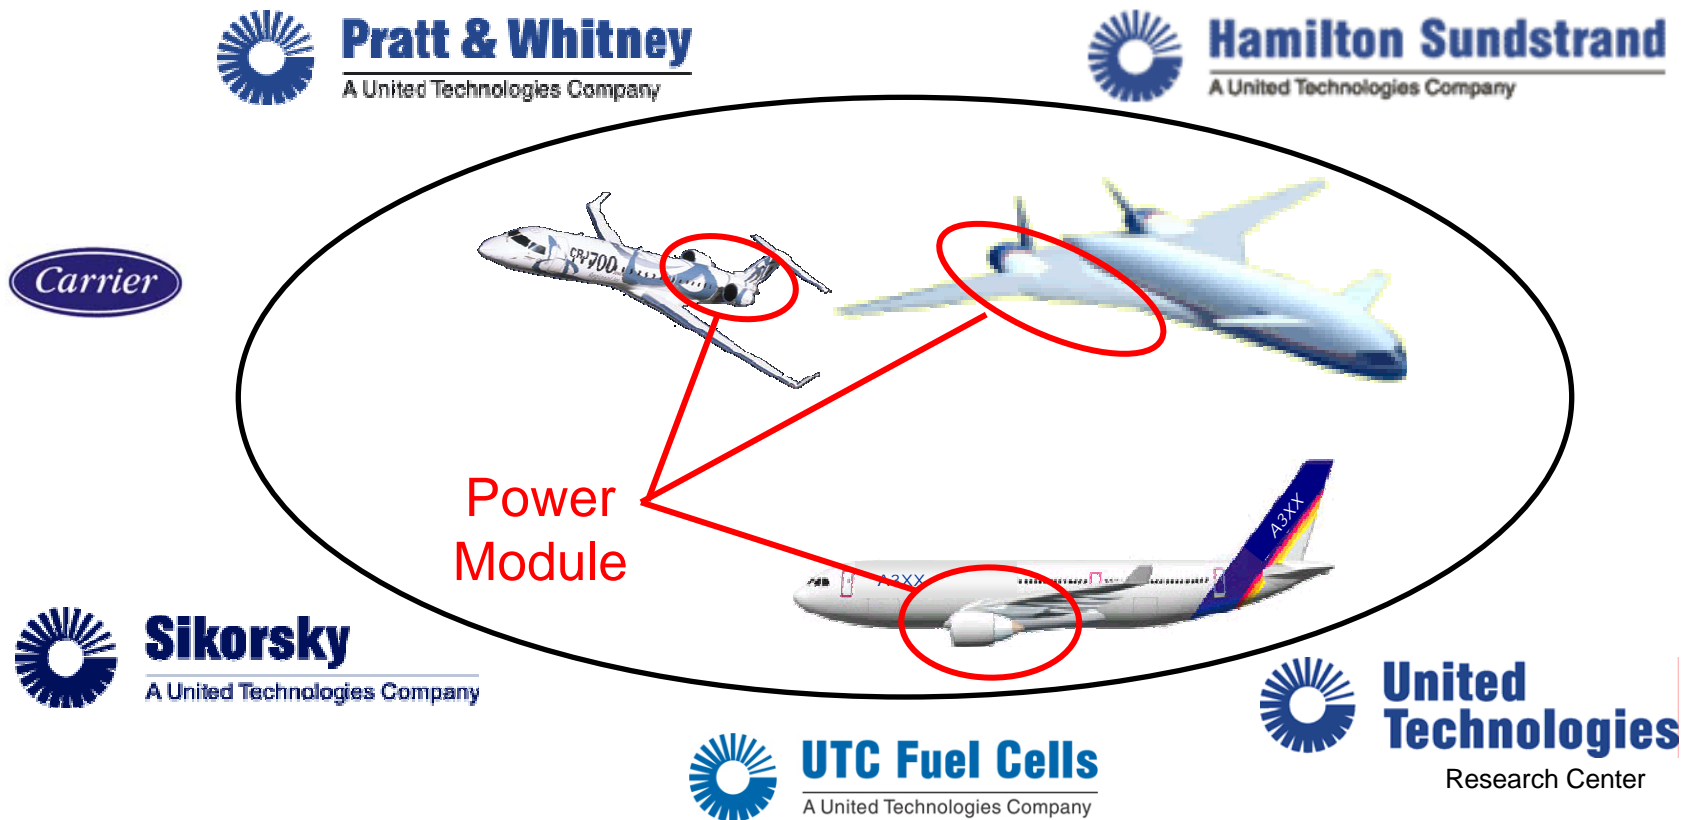 Pratt & Whitney
A United Technologies Company
Hamilton Sundstrand
A United Technologies Company
Carrier
CRJ700
Power
Module
A3XX
A3XX
Sikorsky
A United Technologies Company
United
Technologies
Research Center
UTC Fuel Cells
A United Technologies Company